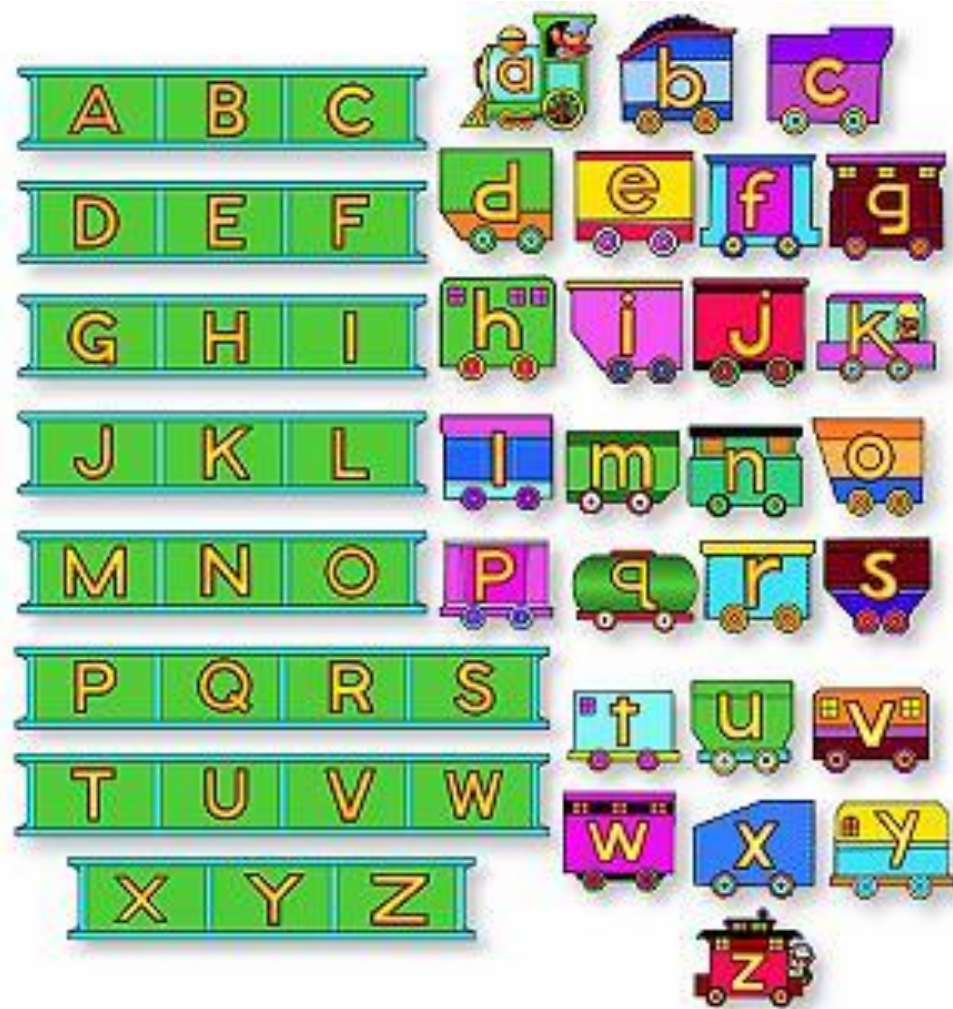 A B C
D E F
G H I
J K L
M N O
P Q R S
T U V W
X Y Z
a b c
d e f g
h i j k
l m n o
p q r s
t u v
w x y
z